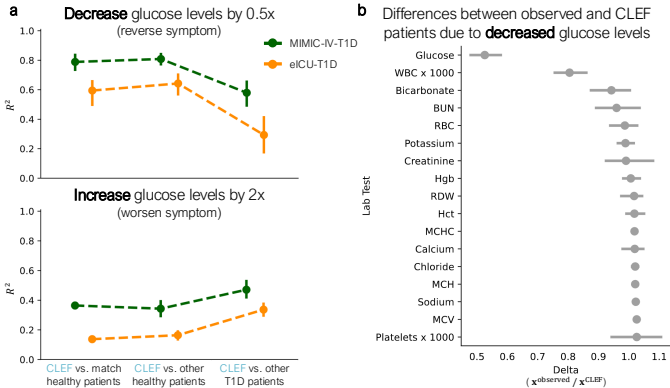 a
Decrease glucose levels by 0.5x
(reverse symptom)
1.0
0.8
0.6
0.4
0.2
0.0
R²
MIMIC-IV-T1D
eICU-T1D
Increase glucose levels by 2x
(worsen symptom)
1.0
0.8
0.6
0.4
0.2
0.0
R²
CLEF vs. match
healthy patients
CLEF vs. other
healthy patients
CLEF vs. other
T1D patients
b
Differences between observed and CLEF
patients due to decreased glucose levels
Lab Test
Glucose
WBC x 1000
Bicarbonate
BUN
RBC
Potassium
Creatinine
Hgb
RDW
Hct
MCHC
Calcium
Chloride
MCH
Sodium
MCV
Platelets x 1000
0.5 0.6 0.7 0.8 0.9 1.0 1.1
Delta
(x^observed / x^CLEF)